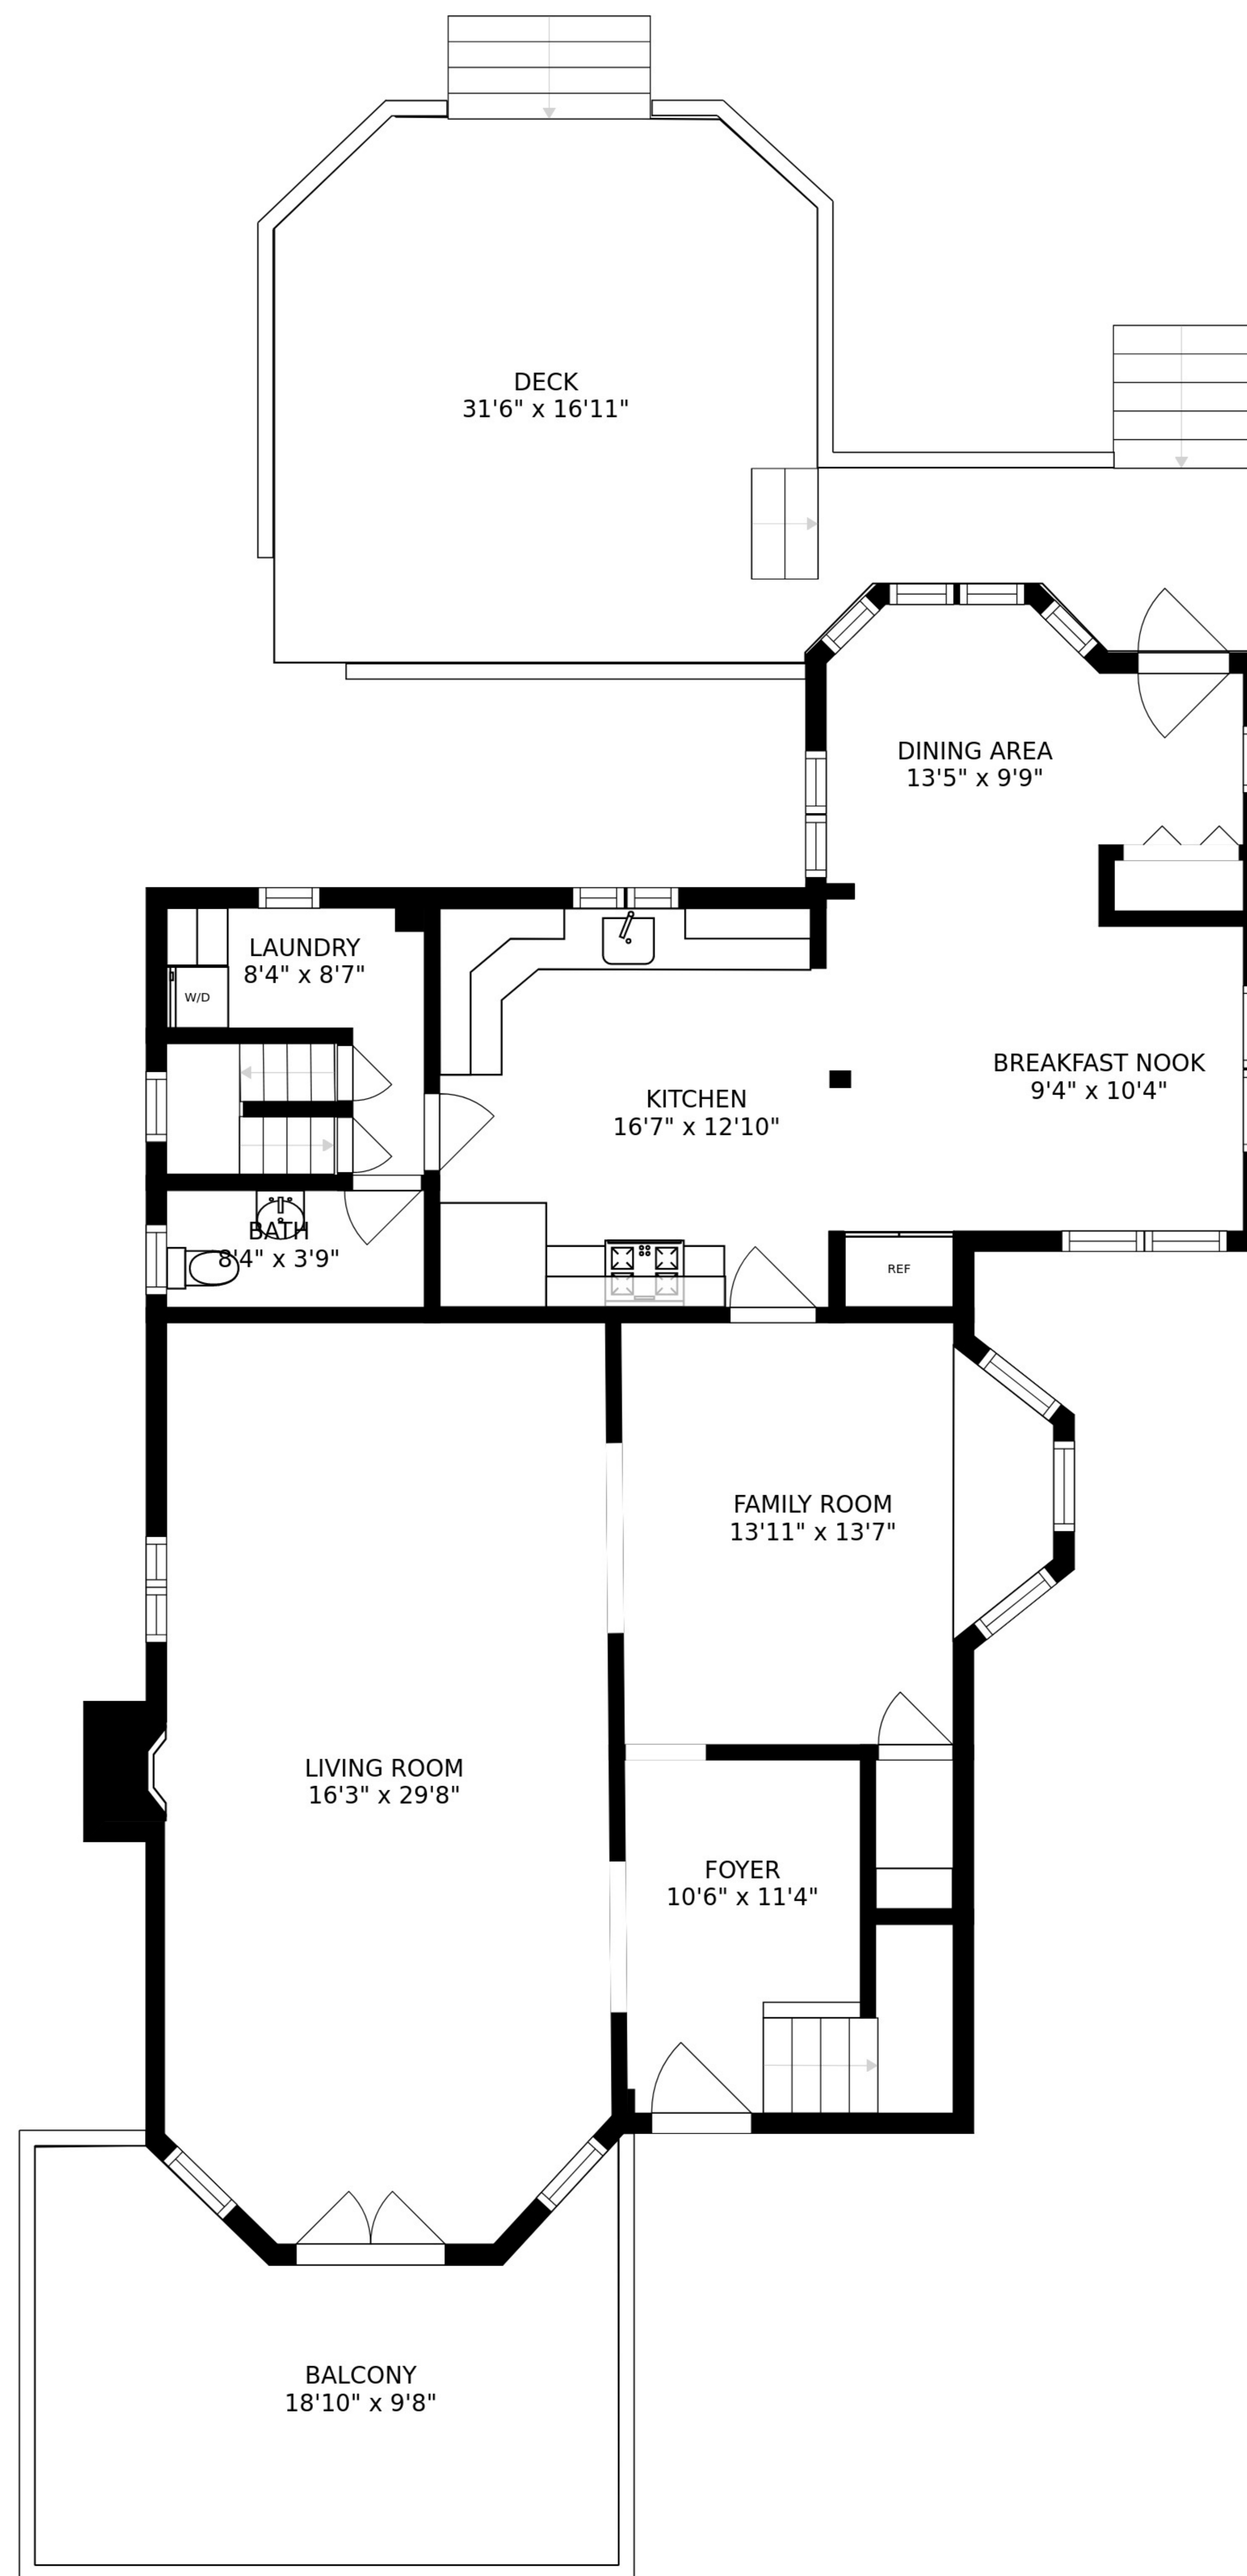 DECK
31'6" x 16'11"
DINING AREA
13'5" x 9'9"
LAUNDRY
8'4" x 8'7"
W/D
BREAKFAST NOOK
9'4" x 10'4"
KITCHEN
16'7" x 12'10"
BATH
8'4" x 3'9"
REF
FAMILY ROOM
13'11" x 13'7"
LIVING ROOM
16'3" x 29'8"
FOYER
10'6" x 11'4"
BALCONY
18'10" x 9'8"